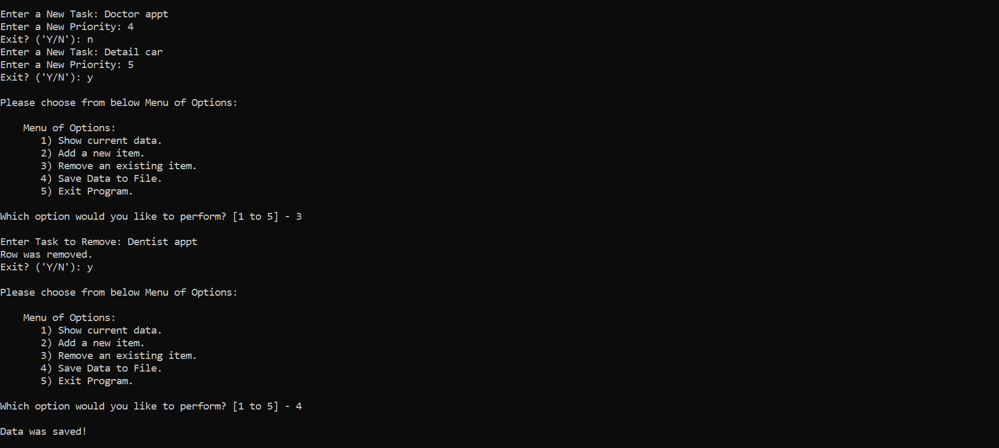 Enter a New Task: Doctor appt
Enter a New Priority: 4
Exit? ('Y/N'): n
Enter a New Task: Detail car
Enter a New Priority: 5
Exit? ('Y/N'): y
Please choose from below Menu of Options:
Menu of Options:
1) Show current data.
2) Add a new item.
3) Remove an existing item.
4) Save Data to File.
5) Exit Program.
Which option would you like to perform? [1 to 5] - 3
Enter Task to Remove: Dentist appt
Row was removed.
Exit? ('Y/N'): y
Please choose from below Menu of Options:
Menu of Options:
1) Show current data.
2) Add a new item.
3) Remove an existing item.
4) Save Data to File.
5) Exit Program.
Which option would you like to perform? [1 to 5] - 4
Data was saved!